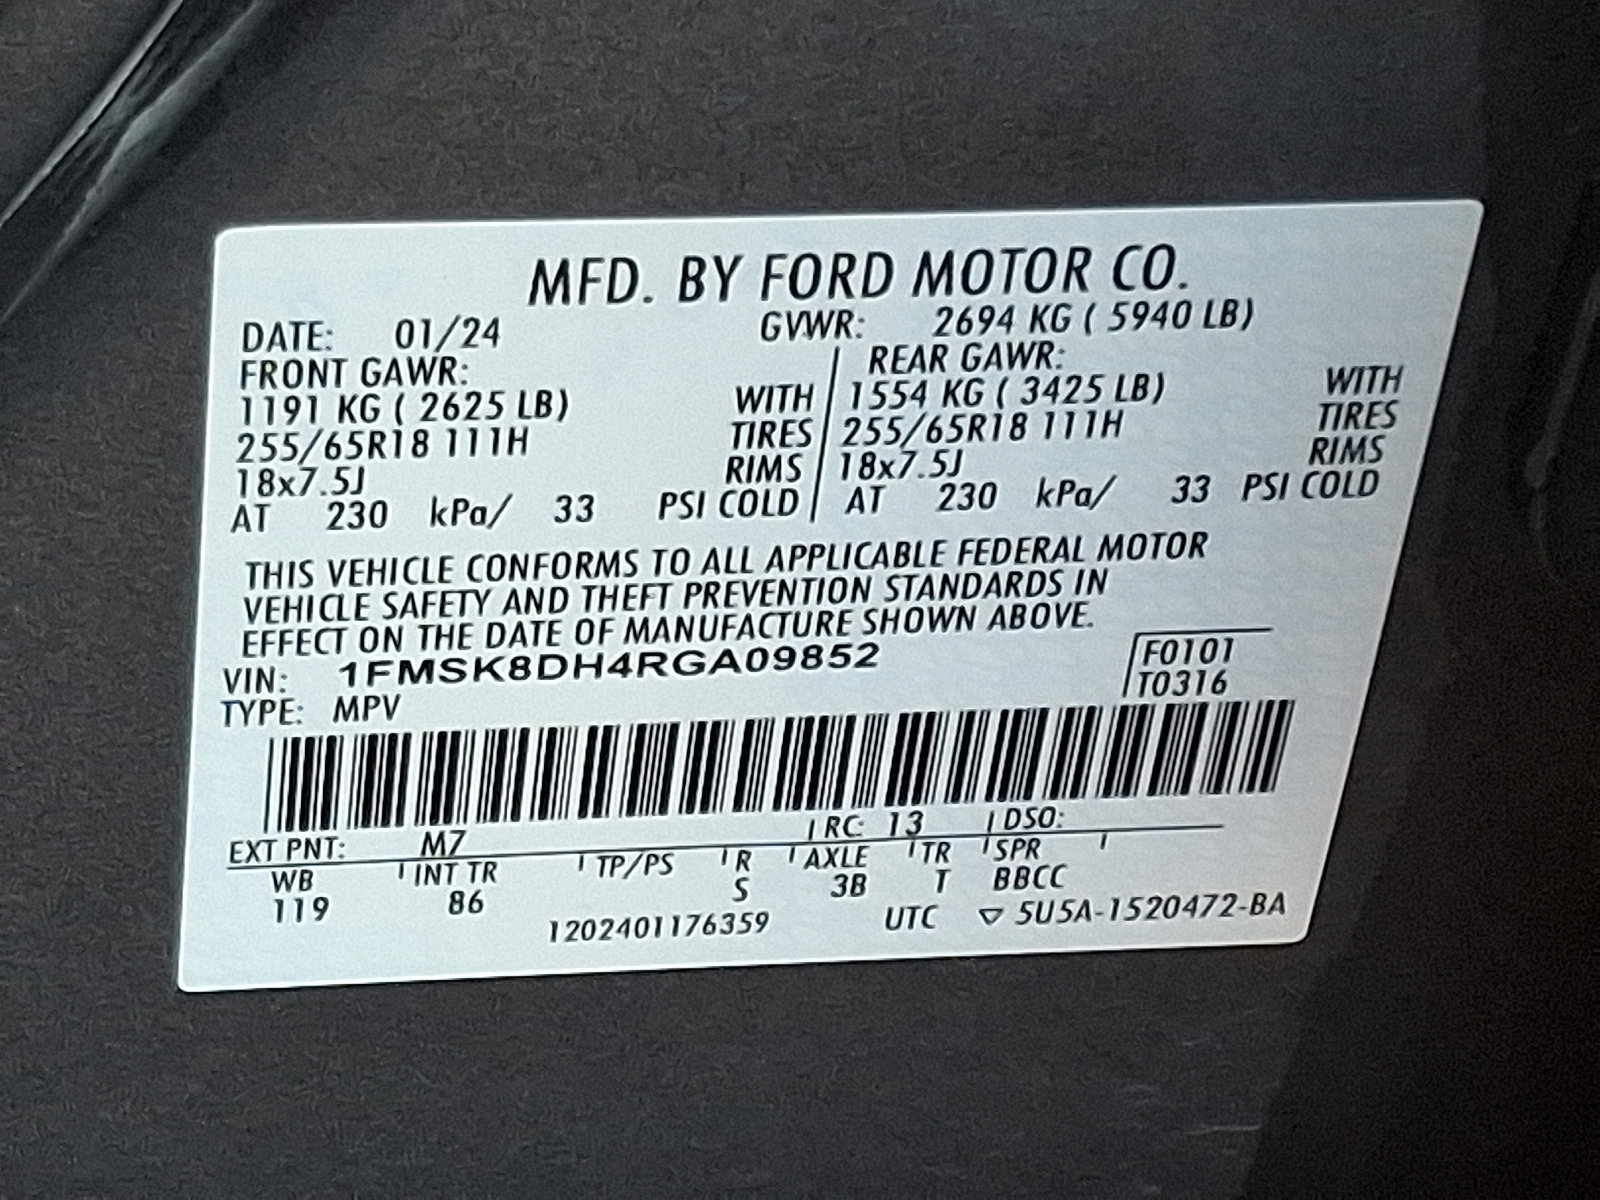 MFD. BY FORD MOTOR CO.
DATE: 01/24 GVWR: 2694 KG ( 5940 LB)
FRONT GAWR: REAR GAWR:
1191 KG ( 2625 LB) WITH 1554 KG ( 3425 LB) WITH
255/65R18 111H TIRES 255/65R18 111H TIRES
18x7.5J RIMS 18x7.5J RIMS
AT 230 kPa/ 33 PSI COLD AT 230 kPa/ 33 PSI COLD
THIS VEHICLE CONFORMS TO ALL APPLICABLE FEDERAL MOTOR
VEHICLE SAFETY AND THEFT PREVENTION STANDARDS IN
EFFECT ON THE DATE OF MANUFACTURE SHOWN ABOVE.
VIN: 1FMSK8DH4RGA09852 F0101
TYPE: MPV T0316
EXT PNT: M7 RC: 13 DSO:
WB INT TR TP/PS R AXLE TR SPR
119 86 S 3B T BBCC
1202401176359 UTC ▽ 5U5A-1520472-BA